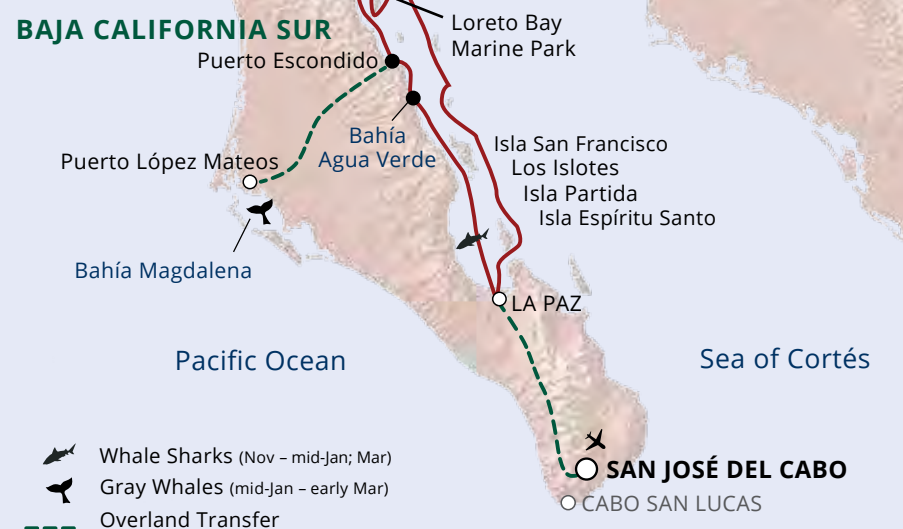 BAJA CALIFORNIA SUR
Loreto Bay
Marine Park
Puerto Escondido
Bahía
Agua Verde
Isla San Francisco
Los Islotes
Isla Partida
Isla Espíritu Santo
Puerto López Mateos
Bahía Magdalena
LA PAZ
Pacific Ocean
Sea of Cortés
Whale Sharks (Nov – mid-Jan; Mar)
Gray Whales (mid-Jan – early Mar)
Overland Transfer
SAN JOSÉ DEL CABO
CABO SAN LUCAS